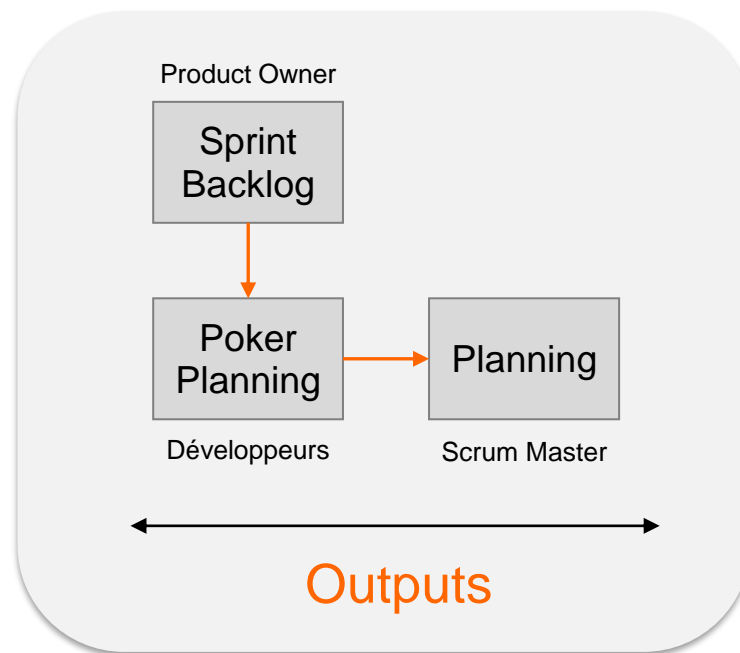 Product Owner
Sprint
Backlog
Poker
Planning
Planning
Développeurs
Scrum Master
Outputs